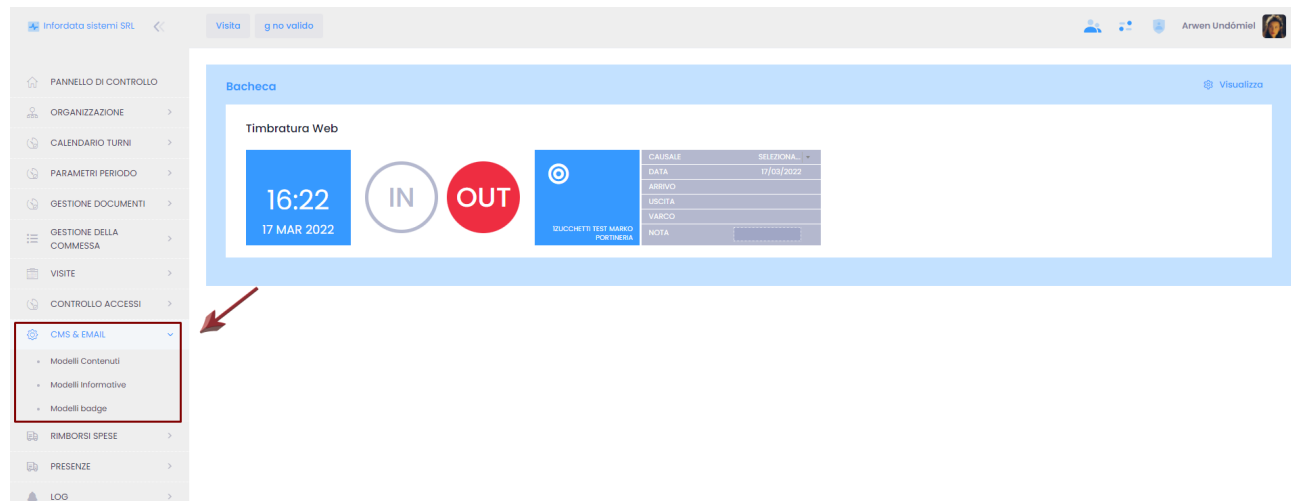 Infordata sistemi SRL
Visita
g no valido
Arwen Undómiel
PANNELLO DI CONTROLLO
ORGANIZZAZIONE
CALENDARIO TURNI
PARAMETRI PERIODO
GESTIONE DOCUMENTI
GESTIONE DELLA
COMMESSA
VISITE
CONTROLLO ACCESSI
CMS & EMAIL
Modelli Contenuti
Modelli Informative
Modelli badge
RIMBORSI SPESE
PRESENZE
LOG
Bacheca
Visualizza
Timbratura Web
16:22
17 MAR 2022
IN
OUT
1ZUCCHETTI TEST MARKO
PORTINERIA
CAUSALE SELEZIONA...
DATA 17/03/2022
ARRIVO
USCITA
VARCO
NOTA